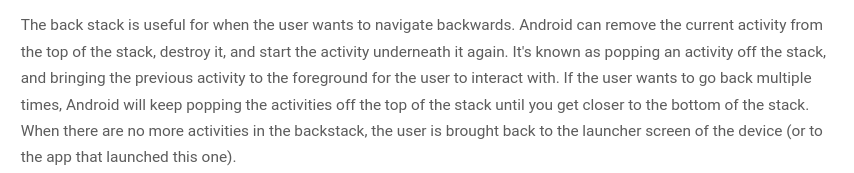 The back stack is useful for when the user wants to navigate backwards. Android can remove the current activity from
the top of the stack, destroy it, and start the activity underneath it again. It's known as popping an activity off the stack,
and bringing the previous activity to the foreground for the user to interact with. If the user wants to go back multiple
times, Android will keep popping the activities off the top of the stack until you get closer to the bottom of the stack.
When there are no more activities in the backstack, the user is brought back to the launcher screen of the device (or to
the app that launched this one).